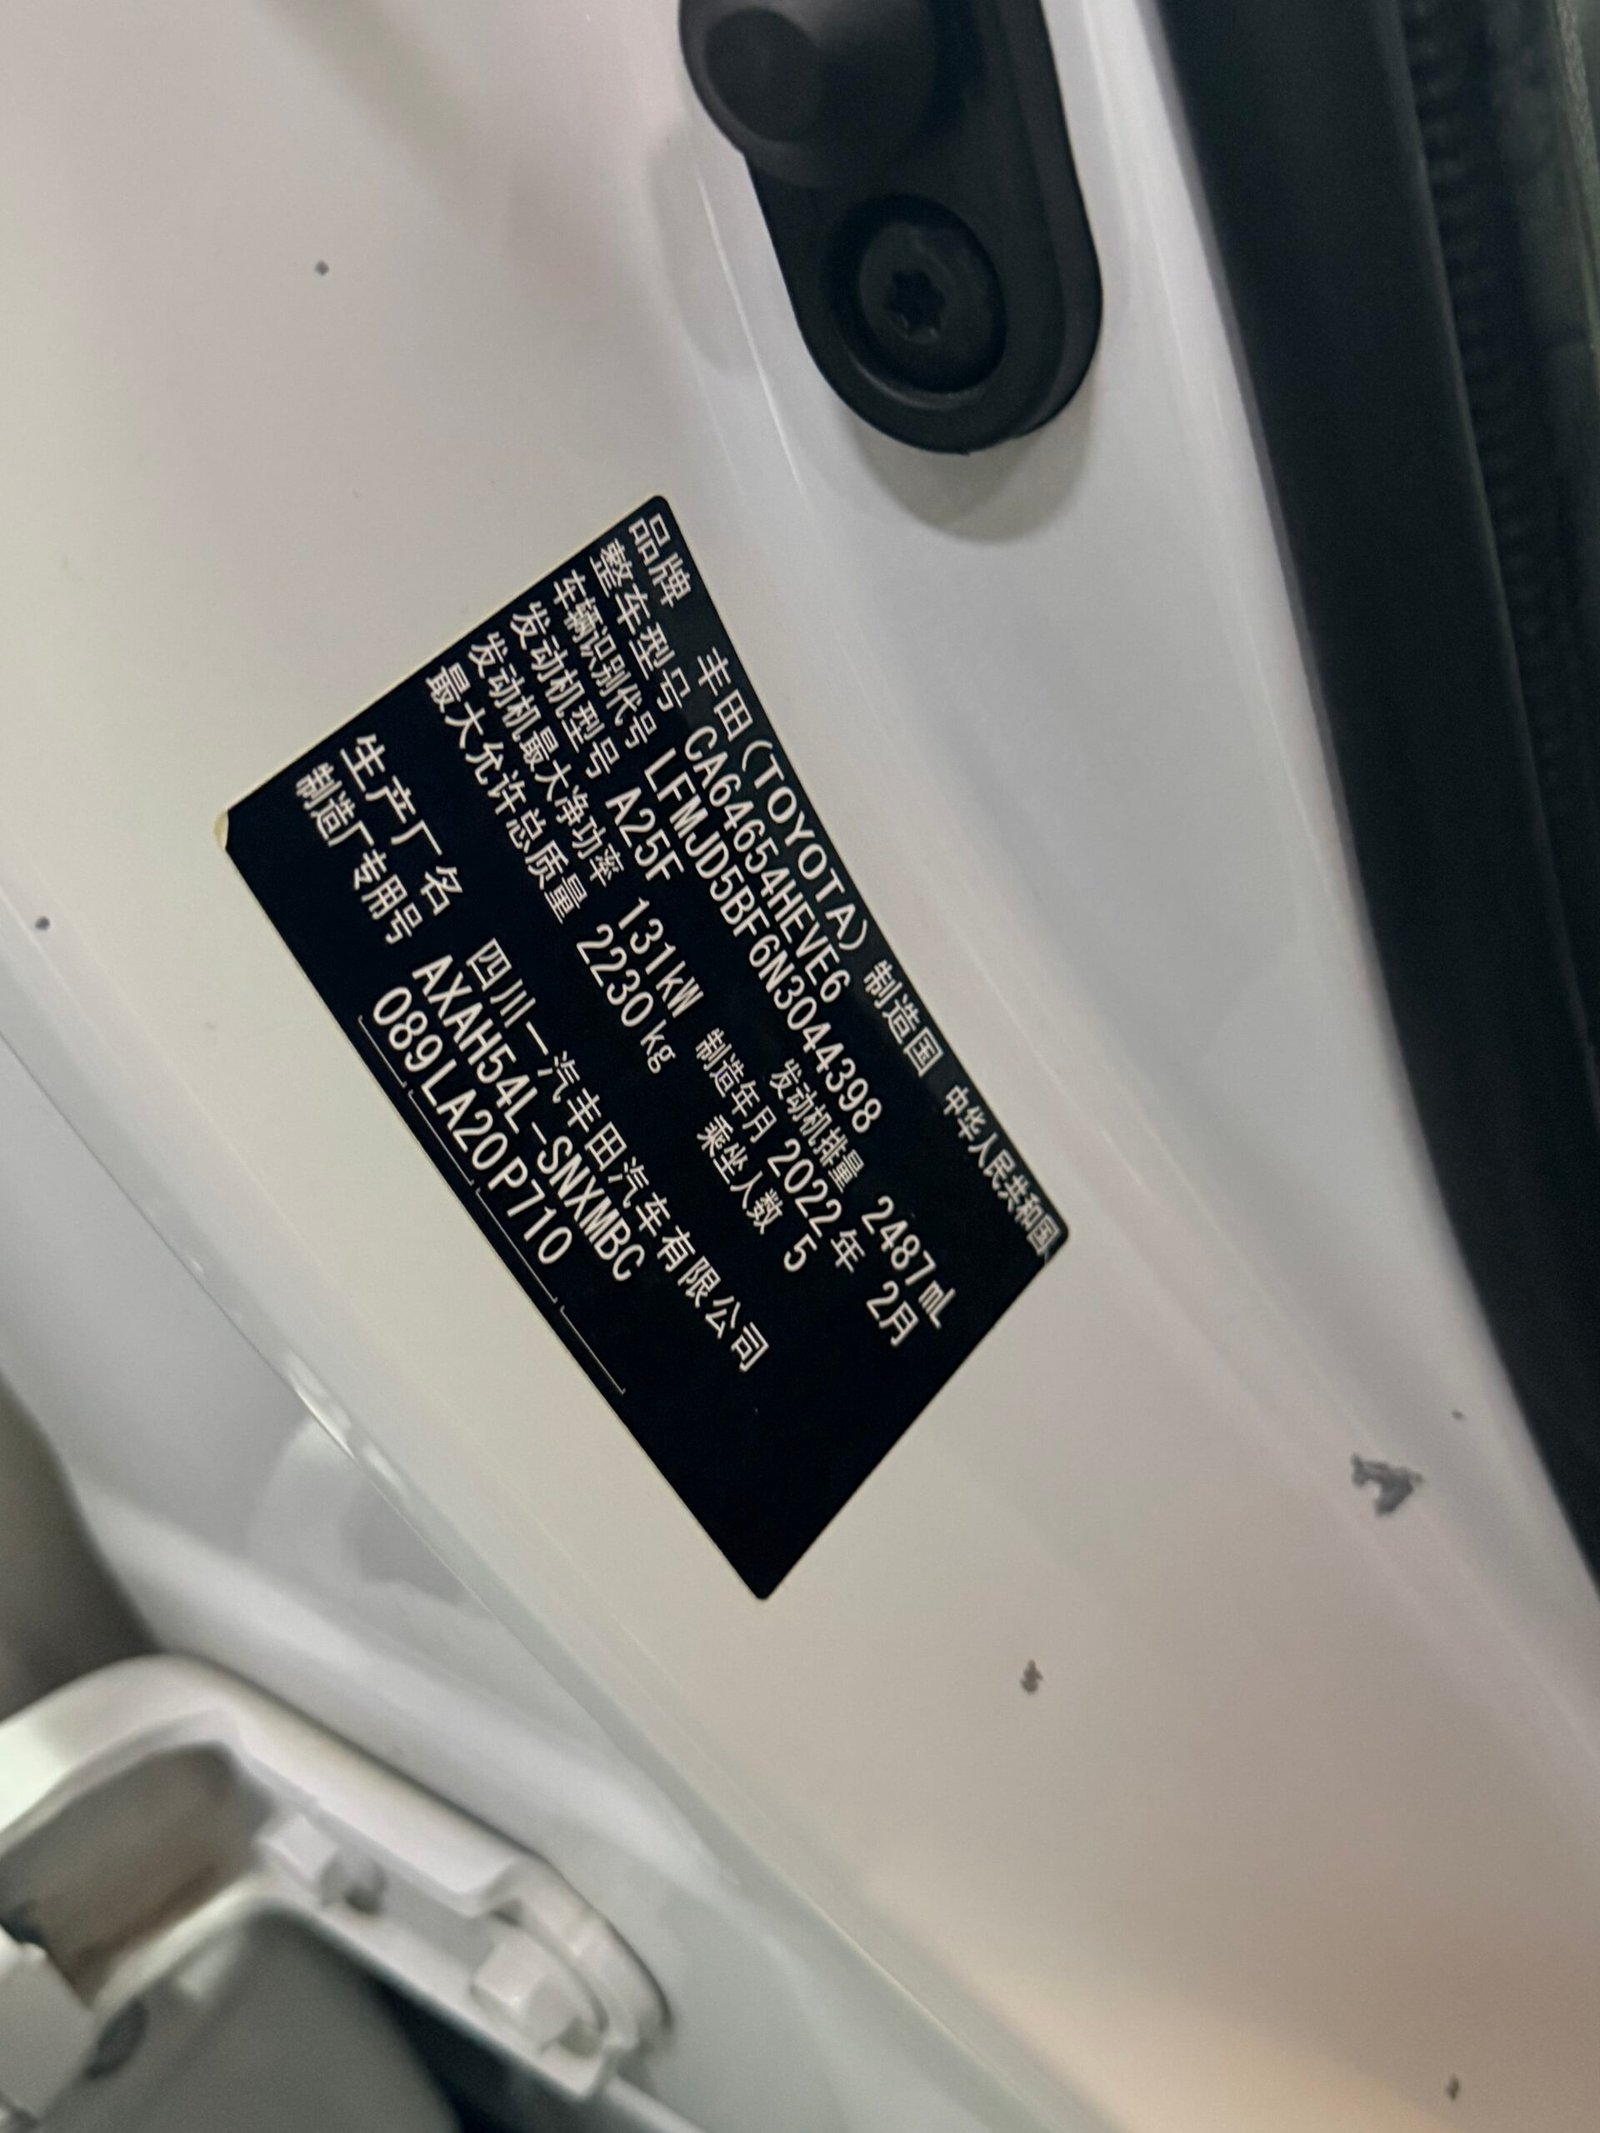 品牌 丰田(TOYOTA) 制造国 中华人民共和国
整车型号 CA64654HEVE6
车辆识别代号 LFMJD5BF6N3044398
发动机型号 A25F 发动机排量 2487mL
发动机最大净功率 131kW 制造年月 2022年 2月
最大允许总质量 2230kg 乘坐人数 5
生产厂名 四川一汽丰田汽车有限公司
制造厂专用号 AXAH54L-SNXMBC
089LA20P710